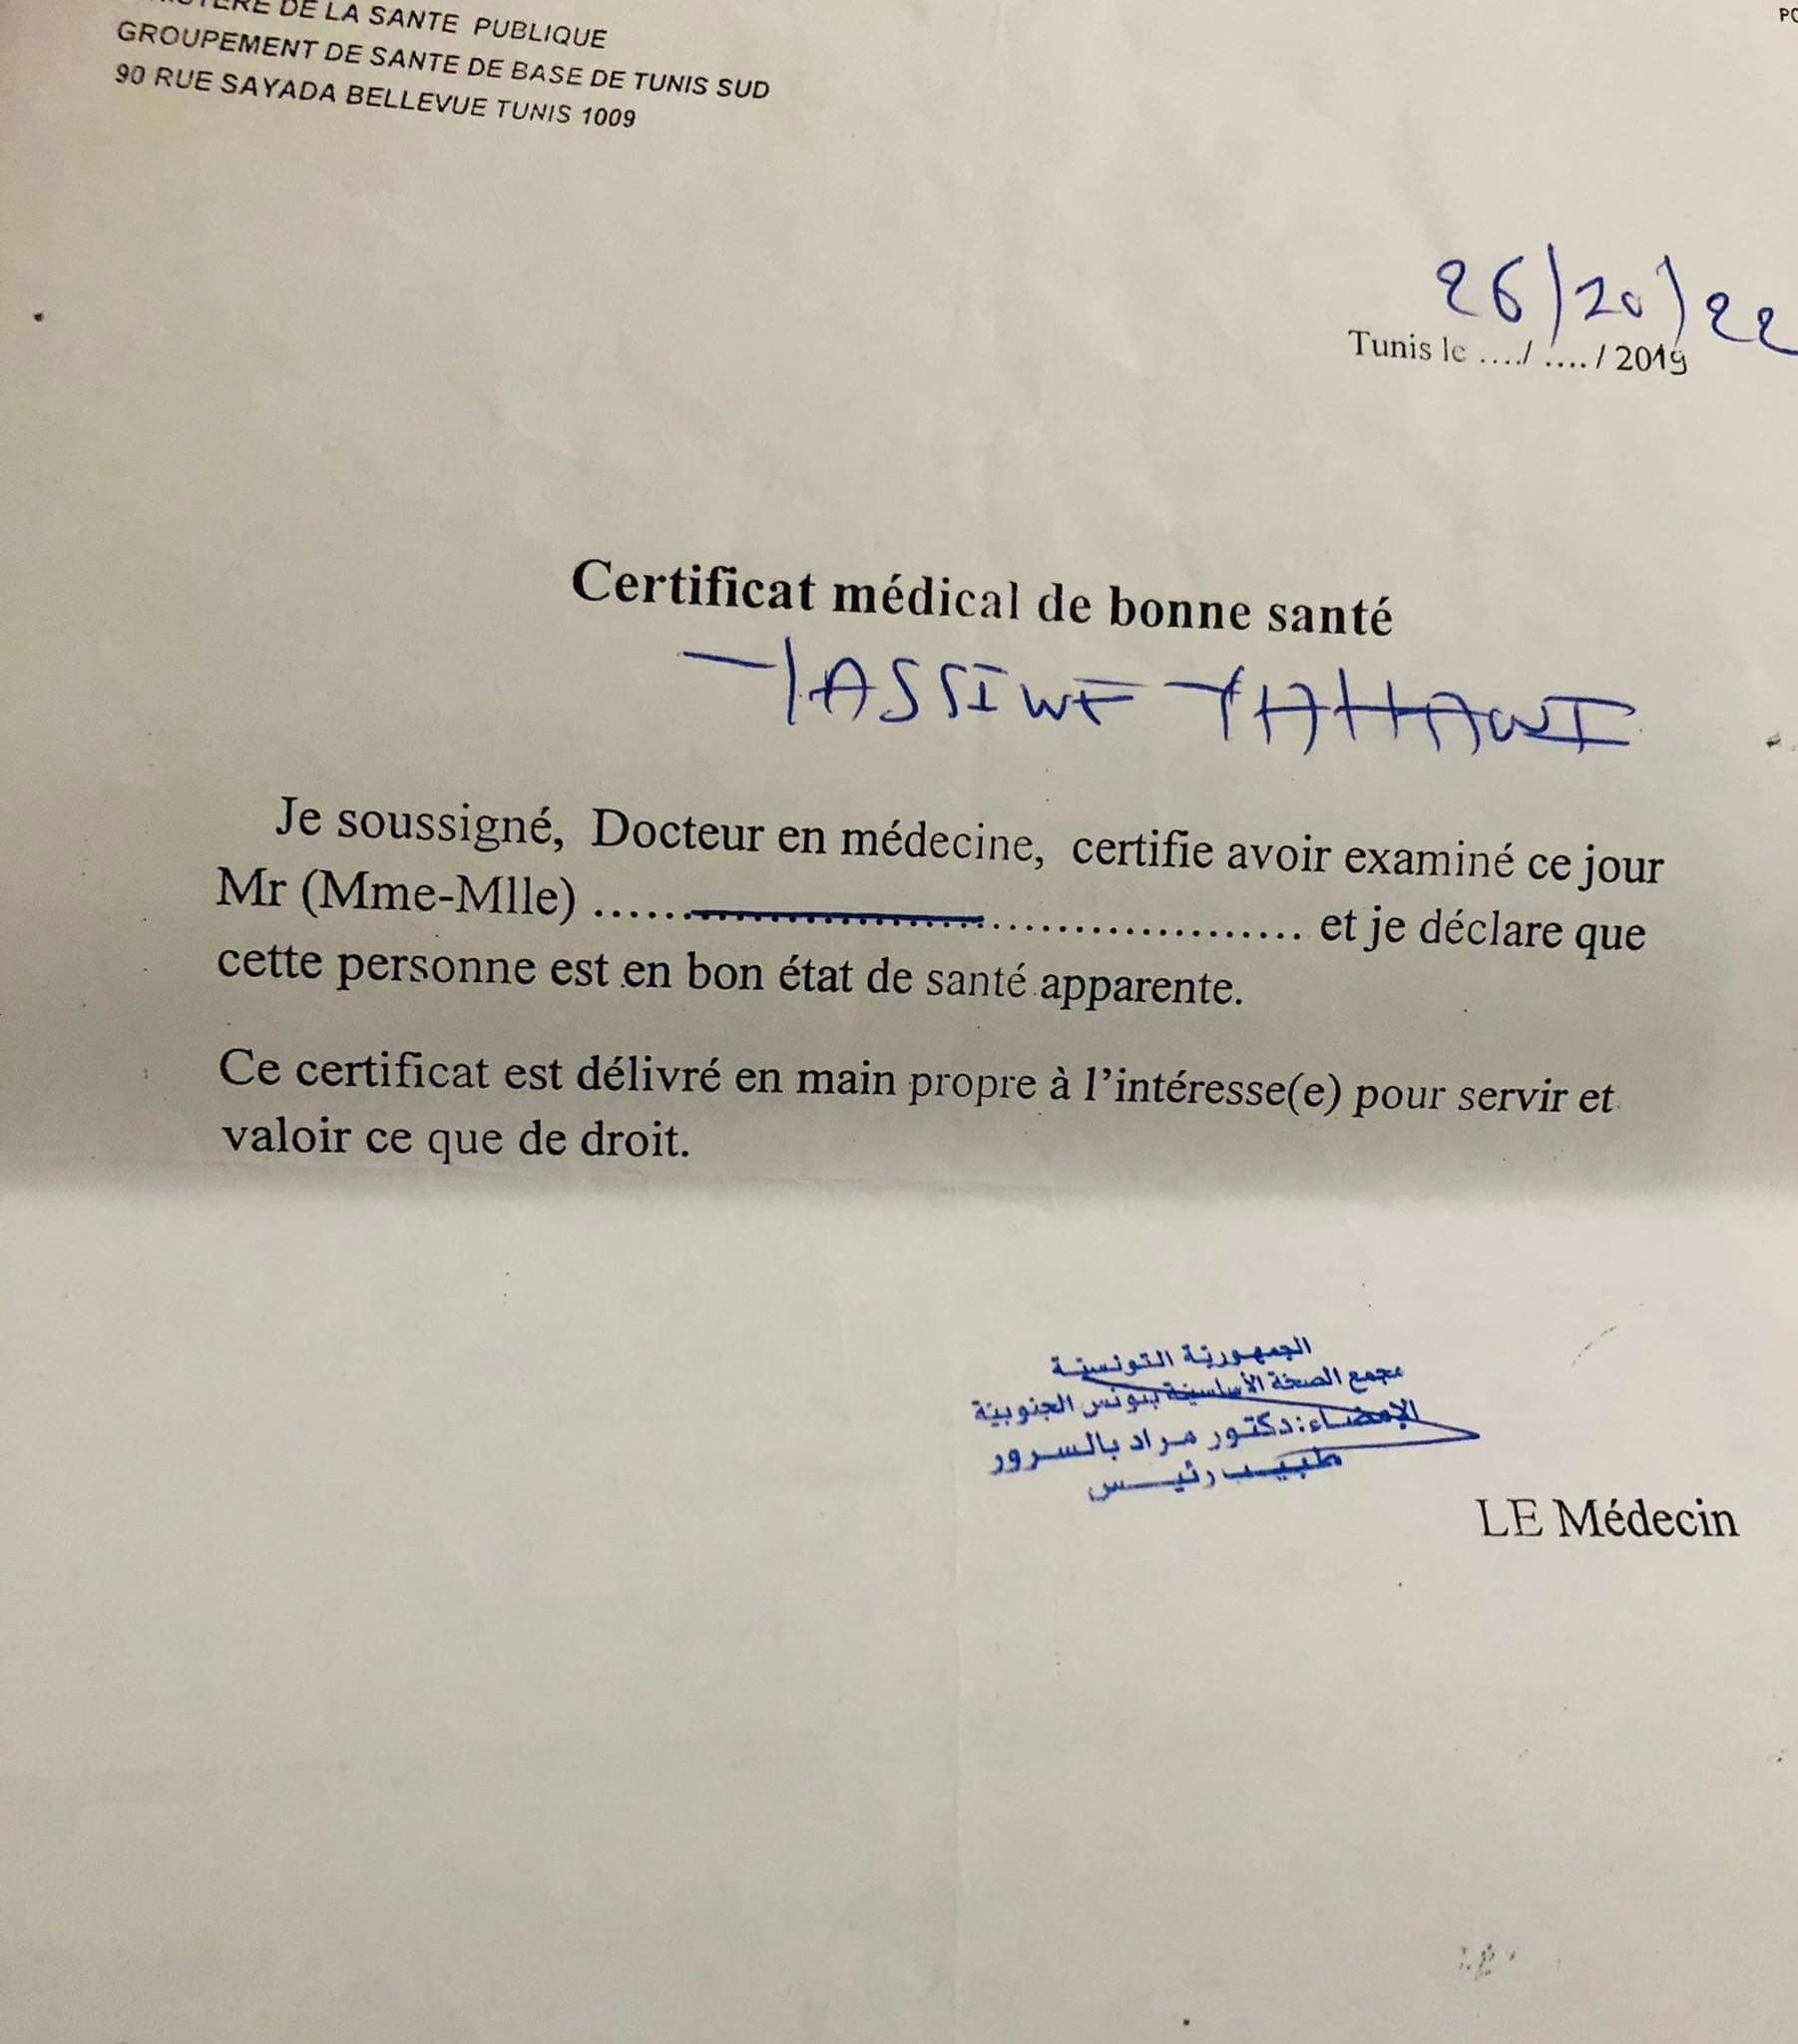 DE LA SANTE PUBLIQUE
PO
GROUPEMENT DE SANTE DE BASE DE TUNIS SUD
90 RUE SAYADA BELLEVUE TUNIS 1009
26/20/22
Tunis le ..../ .... / 2019
Certificat médical de bonne santé
YASSINE YAHYAOUI
Je soussigné, Docteur en médecine, certifie avoir examiné ce jour
Mr (Mme-Mlle) ........................................ et je déclare que
cette personne est en bon état de santé apparente.
Ce certificat est délivré en main propre à l'intéresse(e) pour servir et
valoir ce que de droit.
الجمهورية التونسية
مجمع الصحة الأساسية بتونس الجنوبية
الإمضاء: دكتور مراد بالسرور
طبيب رئيس
LE Médecin